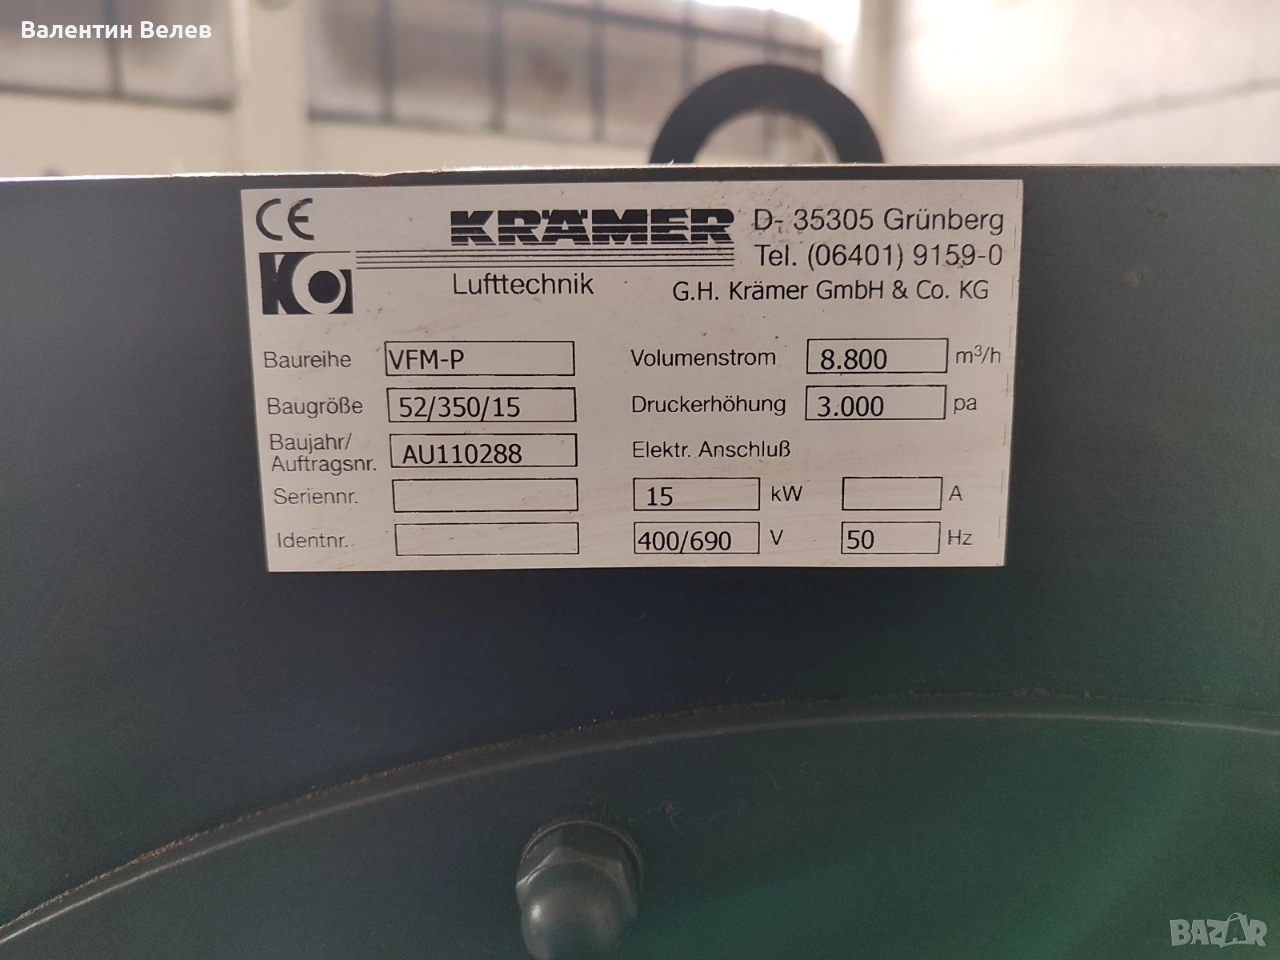 Валентин Велев
CE
KRÄMER
Lufttechnik
D- 35305 Grünberg
Tel. (06401) 9159-0
G.H. Krämer GmbH & Co. KG
Baureihe VFM-P
Baugröße 52/350/15
Baujahr/
Auftragsnr. AU110288
Seriennr.
Identnr.
Volumenstrom 8.800 m³/h
Druckerhöhung 3.000 pa
Elektr. Anschluß
15 kW A
400/690 V 50 Hz
BAZAR